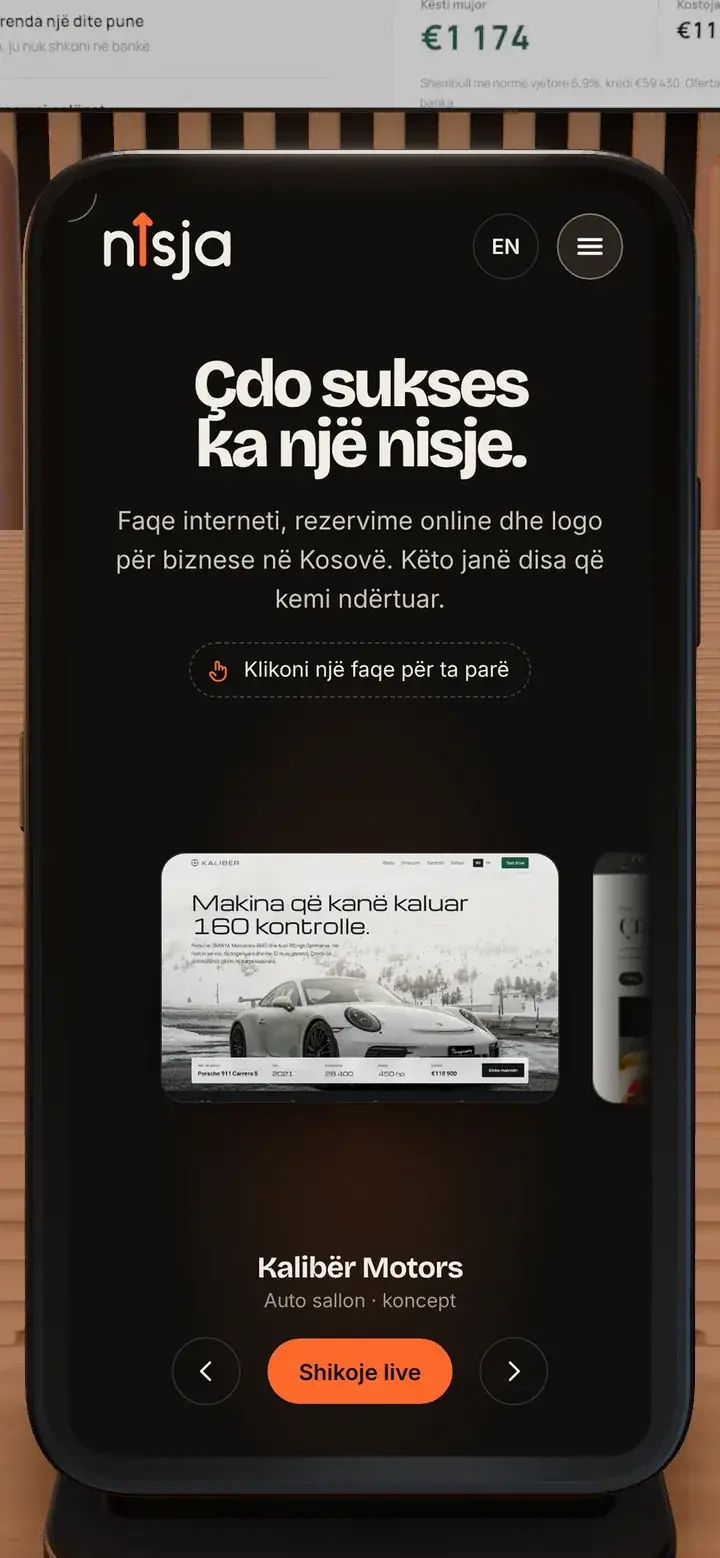 renda një dite pune
, ju nuk shkoni në bankë.
Kësti mujor
€1 174
Shembull me normë vjetore 6.9%, kredi €59 430. Oferta
banka
Kostoja
€11
nisja
EN
Çdo sukses
ka një nisje.
Faqe interneti, rezervime online dhe logo
për biznese në Kosovë. Këto janë disa që
kemi ndërtuar.
Klikoni një faqe për ta parë
KALIBËR
Test drive
Makina që kanë kaluar
160 kontrolle.
Porsche 911 Carrera S
2021
28 400
450 hp
€118 900
Kalibër Motors
Auto sallon · koncept
Shikoje live